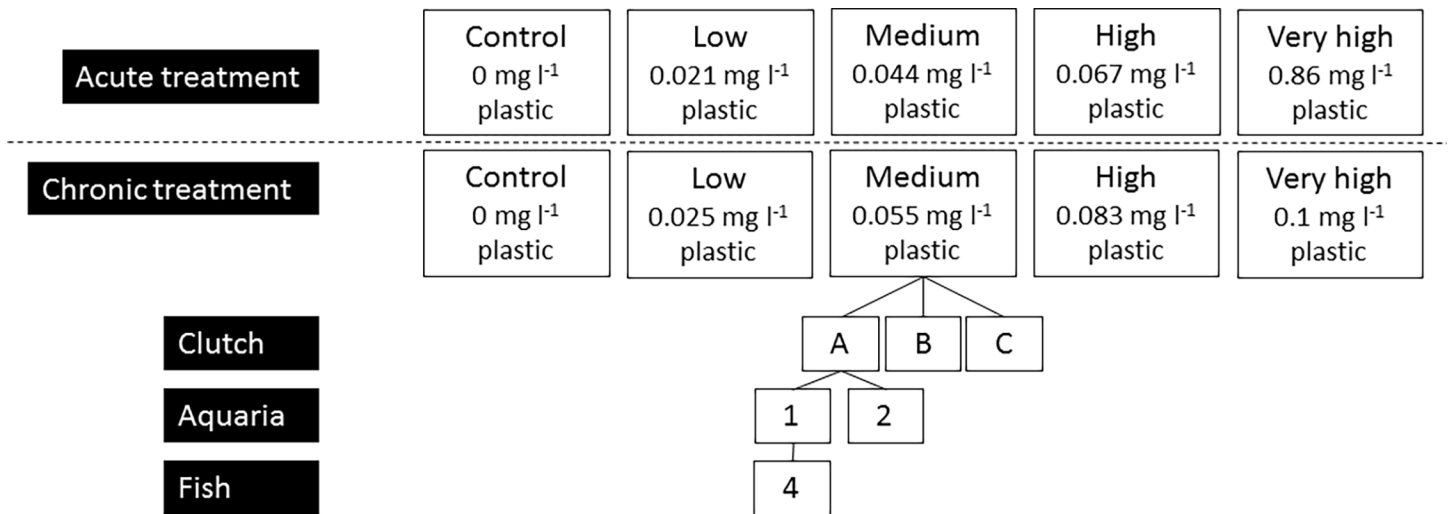 Acute treatment
Control
0 mg l-1
plastic
Low
0.021 mg l-1
plastic
Medium
0.044 mg l-1
plastic
High
0.067 mg l-1
plastic
Very high
0.86 mg l-1
plastic
Chronic treatment
Control
0 mg l-1
plastic
Low
0.025 mg l-1
plastic
Medium
0.055 mg l-1
plastic
High
0.083 mg l-1
plastic
Very high
0.1 mg l-1
plastic
Clutch
A
B
C
Aquaria
1
2
Fish
4